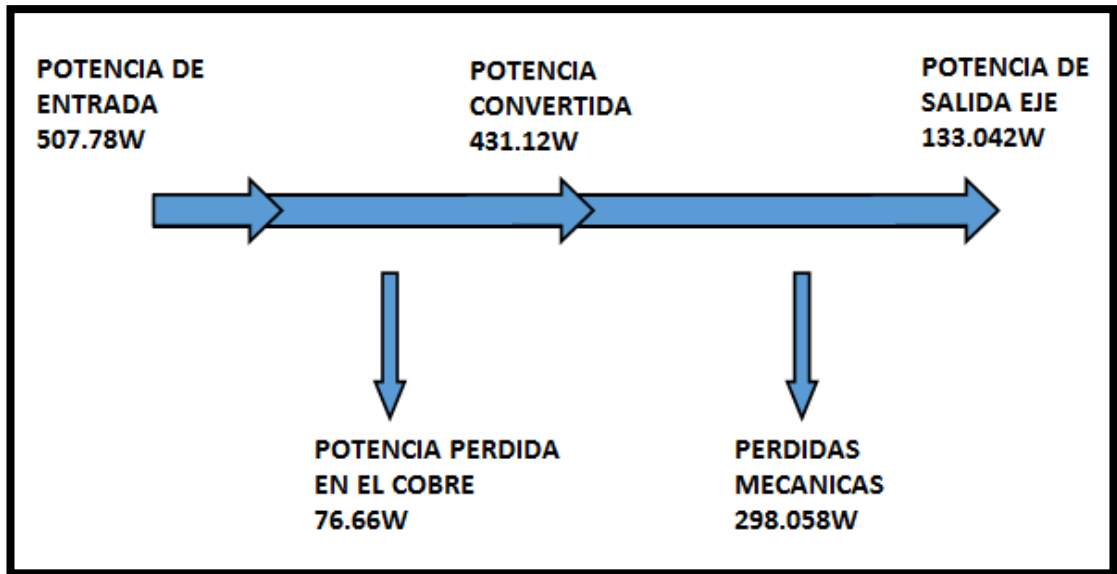 POTENCIA DE
ENTRADA
507.78W
POTENCIA
CONVERTIDA
431.12W
POTENCIA DE
SALIDA EJE
133.042W
POTENCIA PERDIDA
EN EL COBRE
76.66W
PERDIDAS
MECANICAS
298.058W